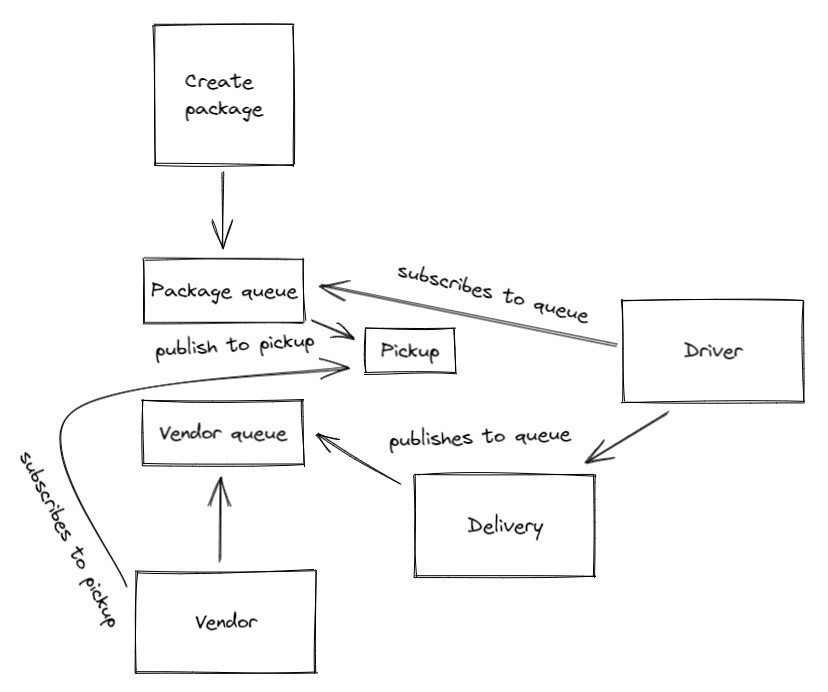 Create
package
Package queue
subscribes to queue
publish to pickup
Pickup
Driver
Vendor queue
publishes to queue
subscribes to pickup
Delivery
Vendor